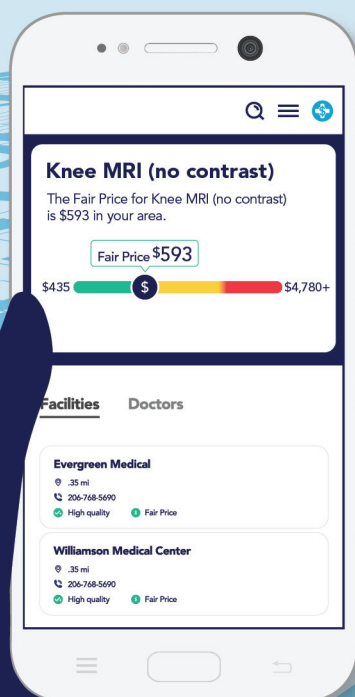 Knee MRI (no contrast)
The Fair Price for Knee MRI (no contrast)
is $593 in your area.
Fair Price $593
$435 $ $4,780+
Facilities Doctors
Evergreen Medical
.35 mi
206-768-5690
High quality $ Fair Price
Williamson Medical Center
.35 mi
206-768-5690
High quality $ Fair Price